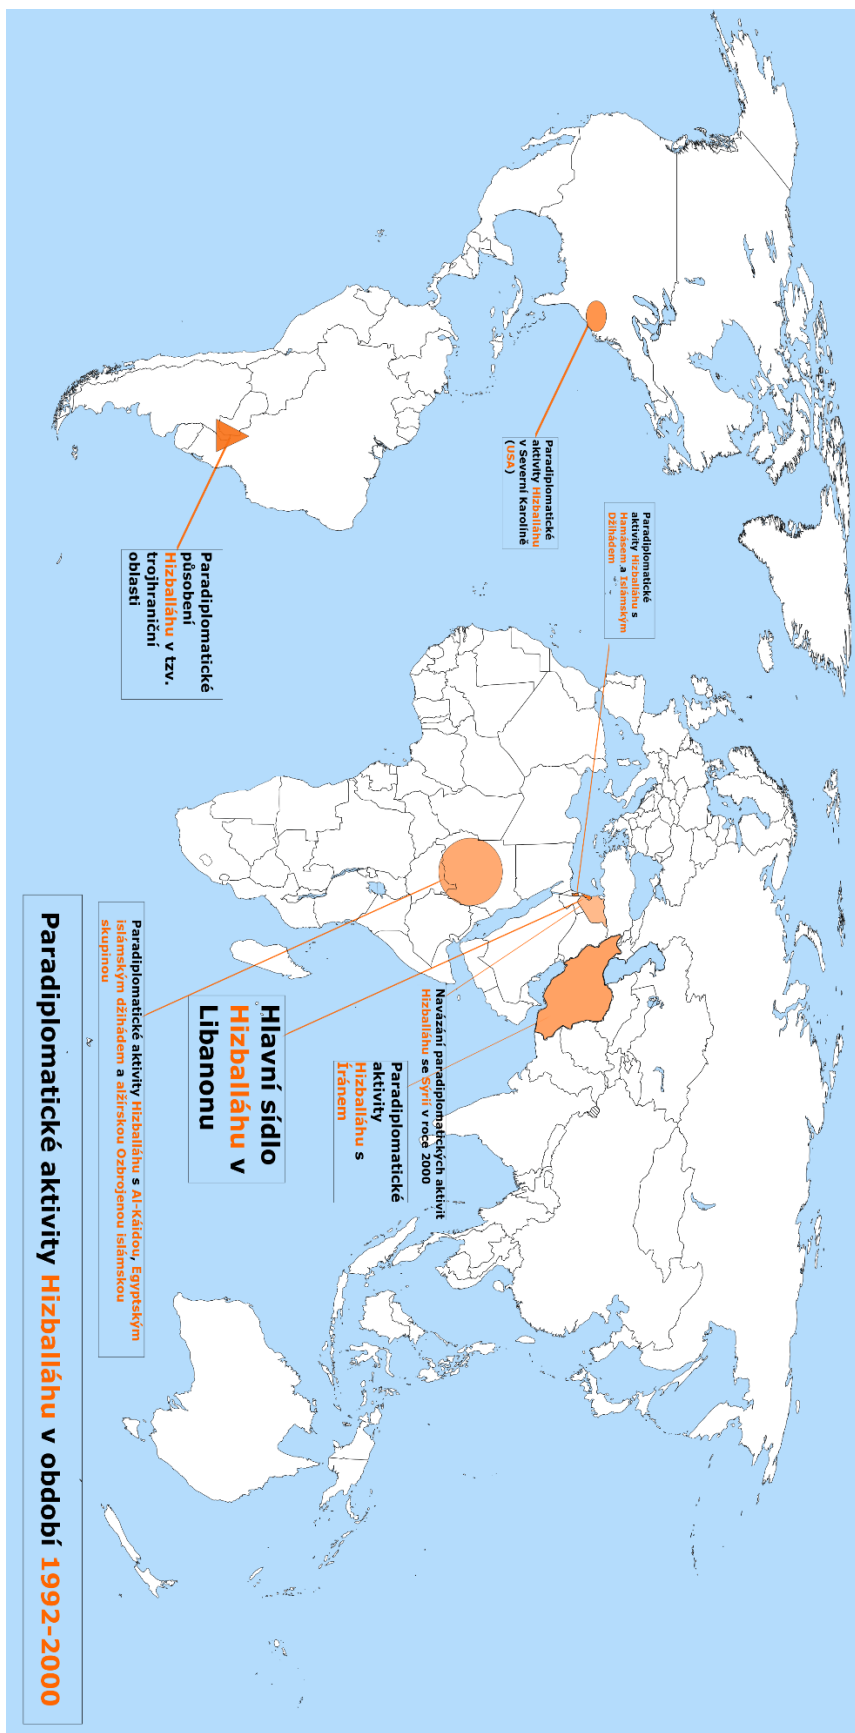 Paradiplomatické
aktivity Hizballáhu
v Severní Karolíně
(USA)
Paradiplomatické
aktivity Hizballáhu s
Hamásem a Islámským
Džihádem
Paradiplomatické
působení
Hizballáhu v tzv.
trojhraniční
oblasti
Navázání paradiplomatických aktivit
Hizballáhu se Sýrií v roce 2000
Paradiplomatické
aktivity
Hizballáhu s
Íránem
Hlavní sídlo
Hizballáhu v
Libanonu
Paradiplomatické aktivity Hizballáhu s Al-Káidou, Egyptským
islámským džihádem a alžírskou Ozbrojenou islámskou
skupinou
Paradiplomatické aktivity Hizballáhu v období 1992-2000